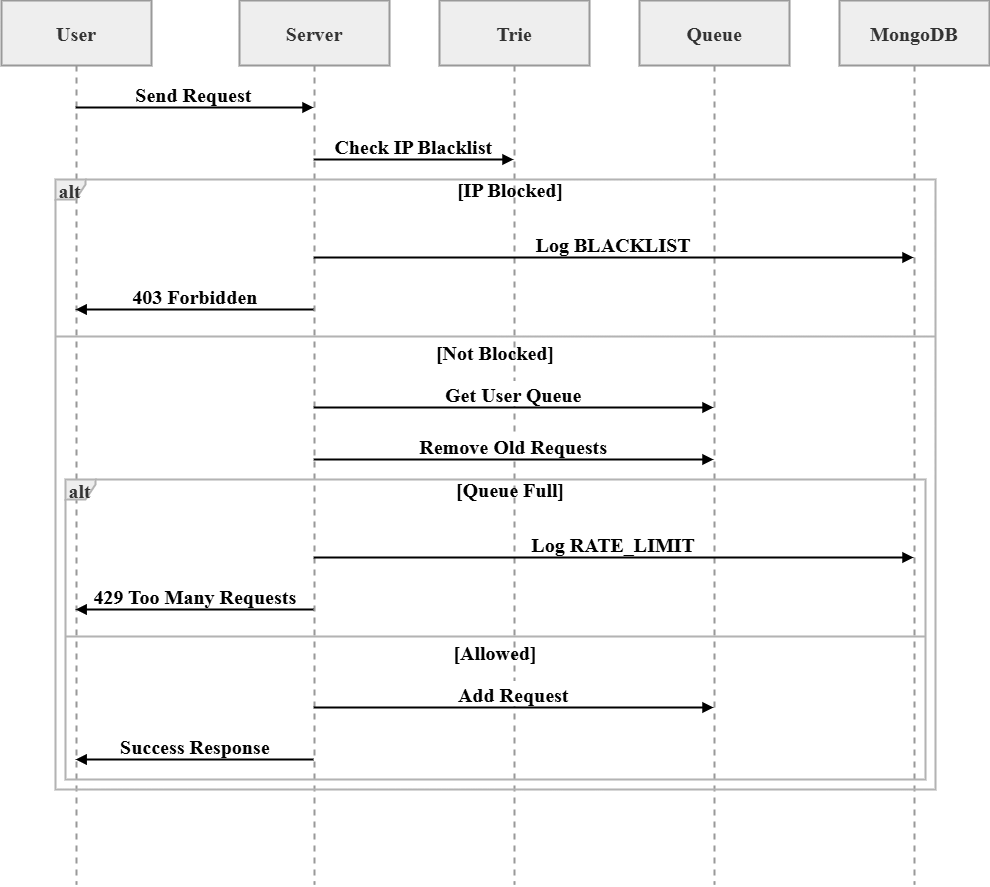 User
Server
Trie
Queue
MongoDB
Send Request
Check IP Blacklist
alt
[IP Blocked]
Log BLACKLIST
403 Forbidden
[Not Blocked]
Get User Queue
Remove Old Requests
alt
[Queue Full]
Log RATE_LIMIT
429 Too Many Requests
[Allowed]
Add Request
Success Response